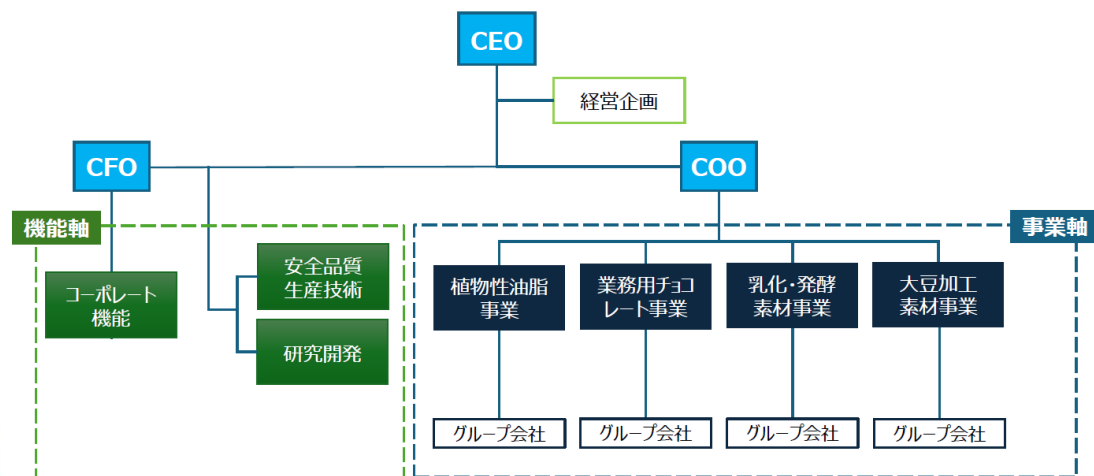 CEO
経営企画
CFO
COO
機能軸
事業軸
コーポレート
機能
安全品質
生産技術
研究開発
植物性油脂
事業
業務用チョコ
レート事業
乳化・発酵
素材事業
大豆加工
素材事業
グループ会社
グループ会社
グループ会社
グループ会社